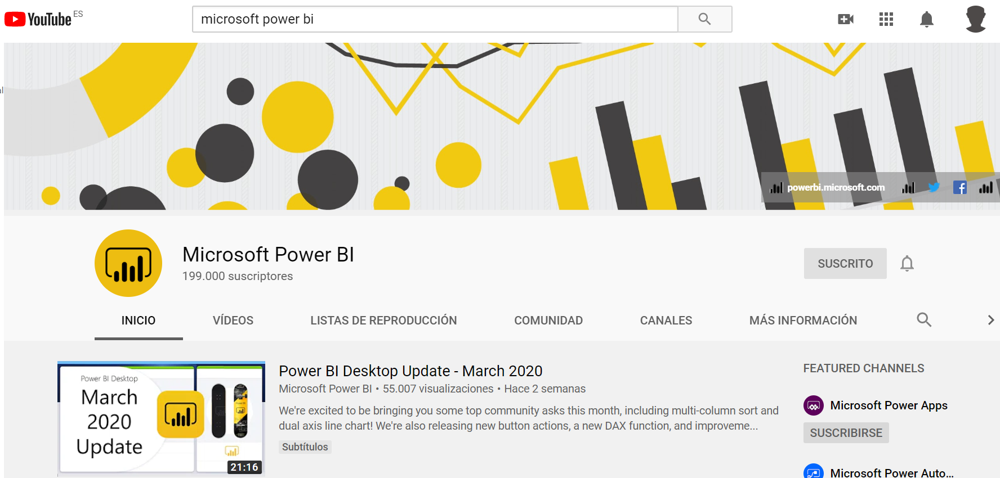 YouTube ES
microsoft power bi
al
powerbi.microsoft.com
Microsoft Power BI
199.000 suscriptores
SUSCRITO
INICIO
VÍDEOS
LISTAS DE REPRODUCCIÓN
COMUNIDAD
CANALES
MÁS INFORMACIÓN
Power BI Desktop
March
2020
Update
21:16
Power BI Desktop Update - March 2020
Microsoft Power BI • 55.007 visualizaciones • Hace 2 semanas
We're excited to be bringing you some top community asks this month, including multi-column sort and
dual axis line chart! We're also releasing new button actions, a new DAX function, and improveme...
Subtítulos
FEATURED CHANNELS
Microsoft Power Apps
SUSCRIBIRSE
Microsoft Power Auto...